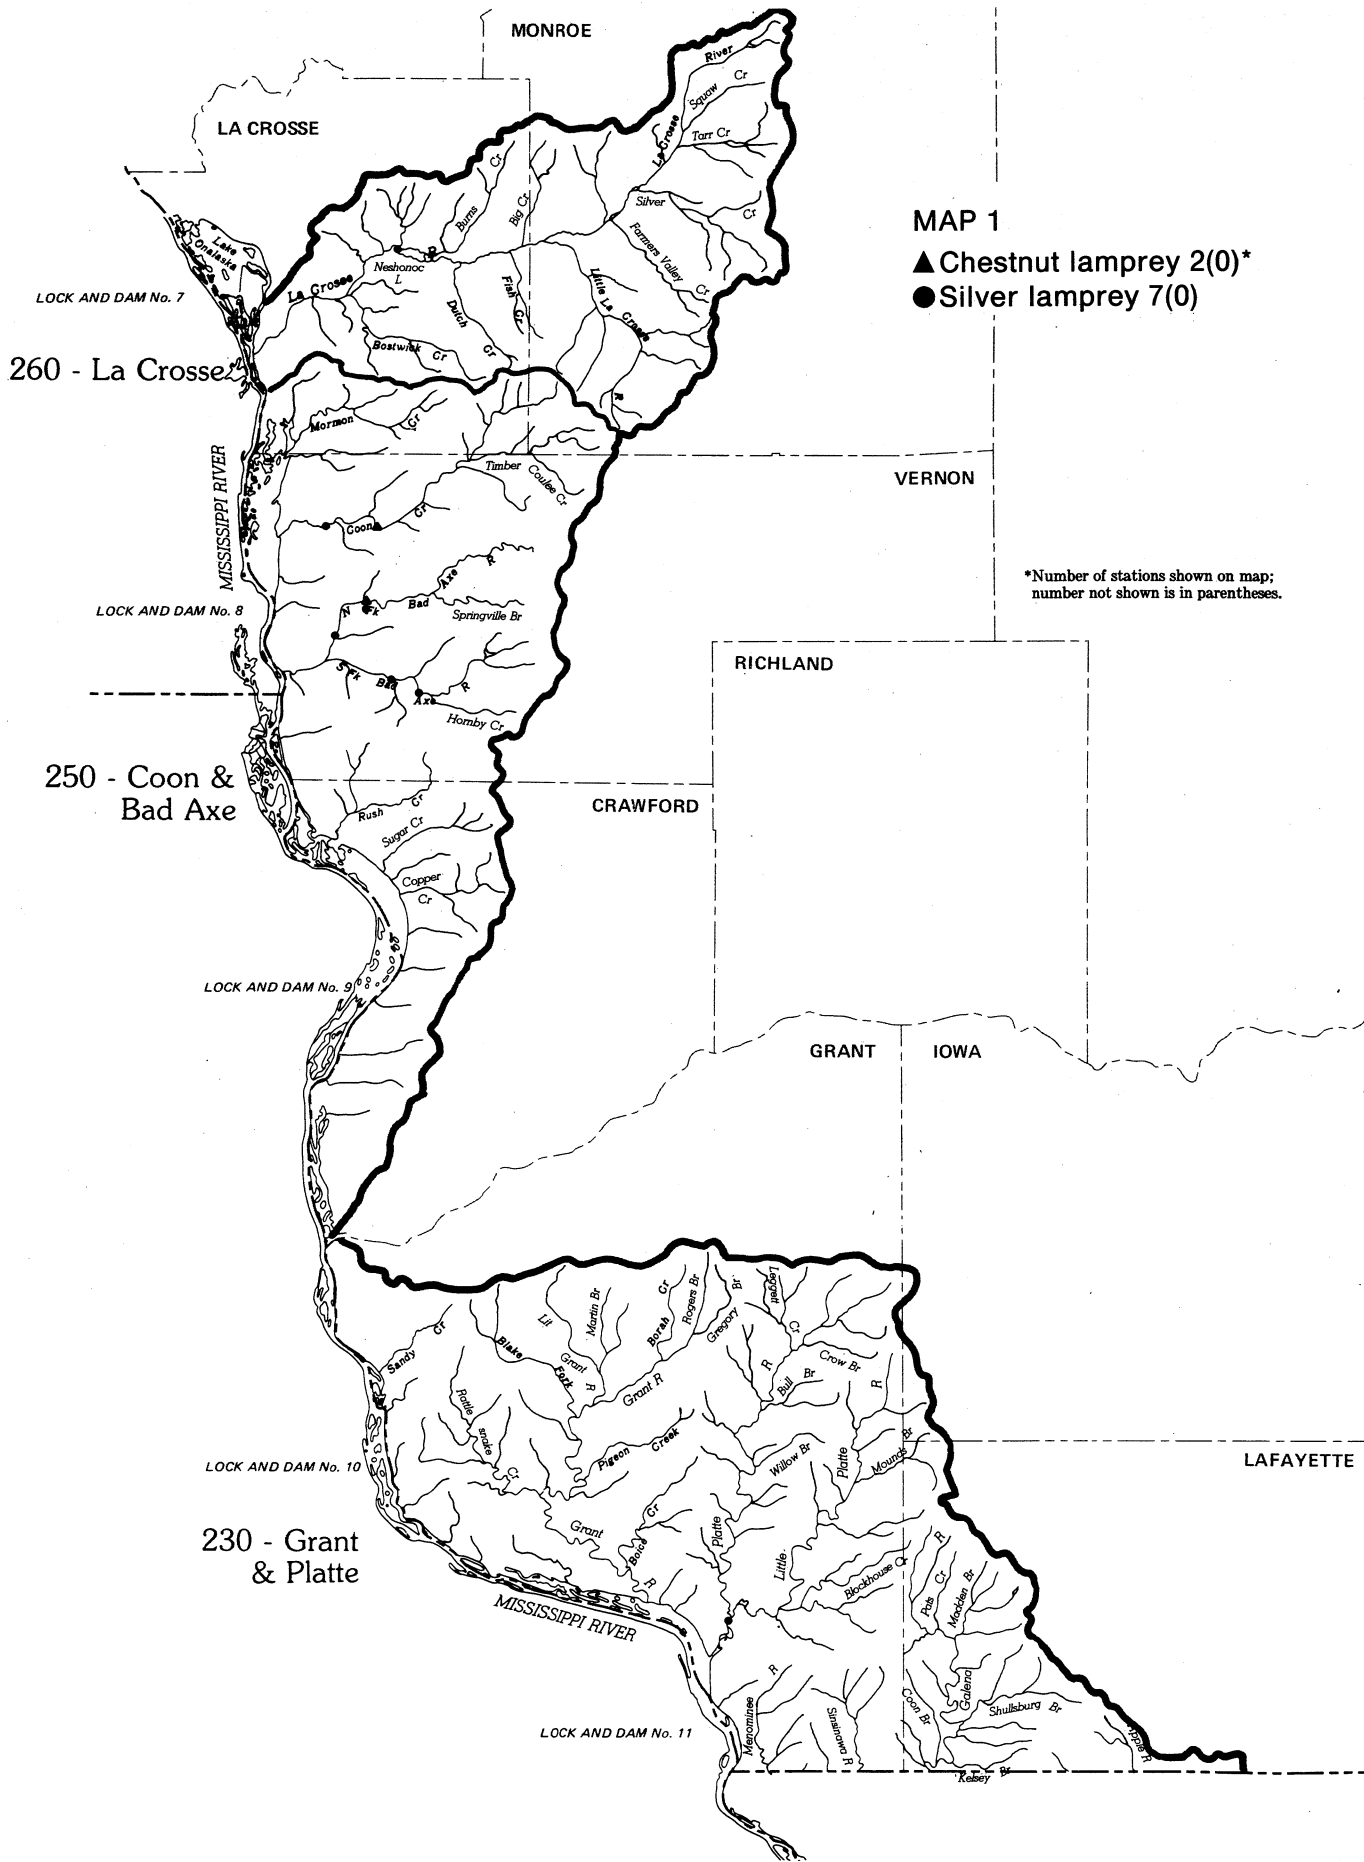 MONROE
LA CROSSE
La Crosse
River
Squaw Cr
Tarr Cr
Silver
Cr
Burns Cr
Big Cr
Farmers Valley
Cr
MAP 1
▲ Chestnut lamprey 2(0)*
● Silver lamprey 7(0)
Lake
Onalaska
Neshonoc
L
R
La Crosse
Dutch
Cr
Fish
Cr
Little La Crosse
R
LOCK AND DAM No. 7
Bostwick Cr
260 - La Crosse
Mormon
Cr
Timber
Coulee Cr
VERNON
MISSISSIPPI RIVER
Coon Cr
*Number of stations shown on map;
number not shown is in parentheses.
N Fk Bad Axe R
Springville Br
LOCK AND DAM No. 8
RICHLAND
S Fk Bad Axe R
Hornby Cr
250 - Coon &
Bad Axe
CRAWFORD
Rush Cr
Sugar Cr
Copper
Cr
LOCK AND DAM No. 9
GRANT
IOWA
Sandy Cr
Blake
Fork
Lit
Grant
R
Martin Br
Borah Cr
Rogers Br
Gregory
Br
Leggett
Cr
Crow Br
Bull Br
R
R
Rattle
snake
Cr
Grant R
Pigeon Creek
Willow Br
Platte
Mounds Br
LAFAYETTE
LOCK AND DAM No. 10
230 - Grant
& Platte
Grant
R
Boice Cr
Platte
R
Little
Blockhouse Cr
R
Pats Cr
Madden Br
MISSISSIPPI RIVER
Menominee
R
Sinsinawa R
Coon Br
Galena
Shullsburg Br
Apple R
LOCK AND DAM No. 11
Kelsey Br